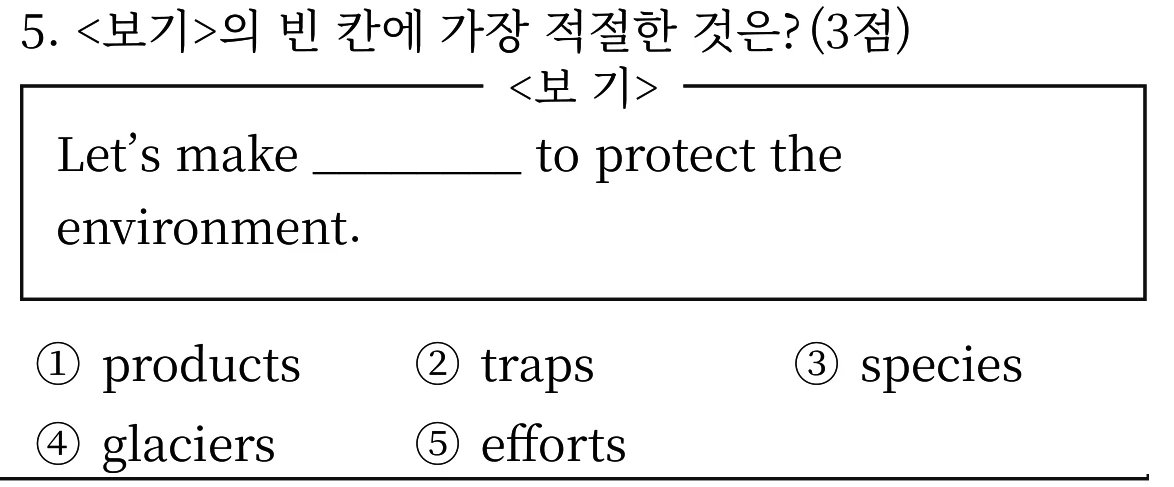 5. <보기>의 빈 칸에 가장 적절한 것은?(3점)
<보 기>
Let’s make ________ to protect the
environment.
① products ② traps ③ species
④ glaciers ⑤ efforts